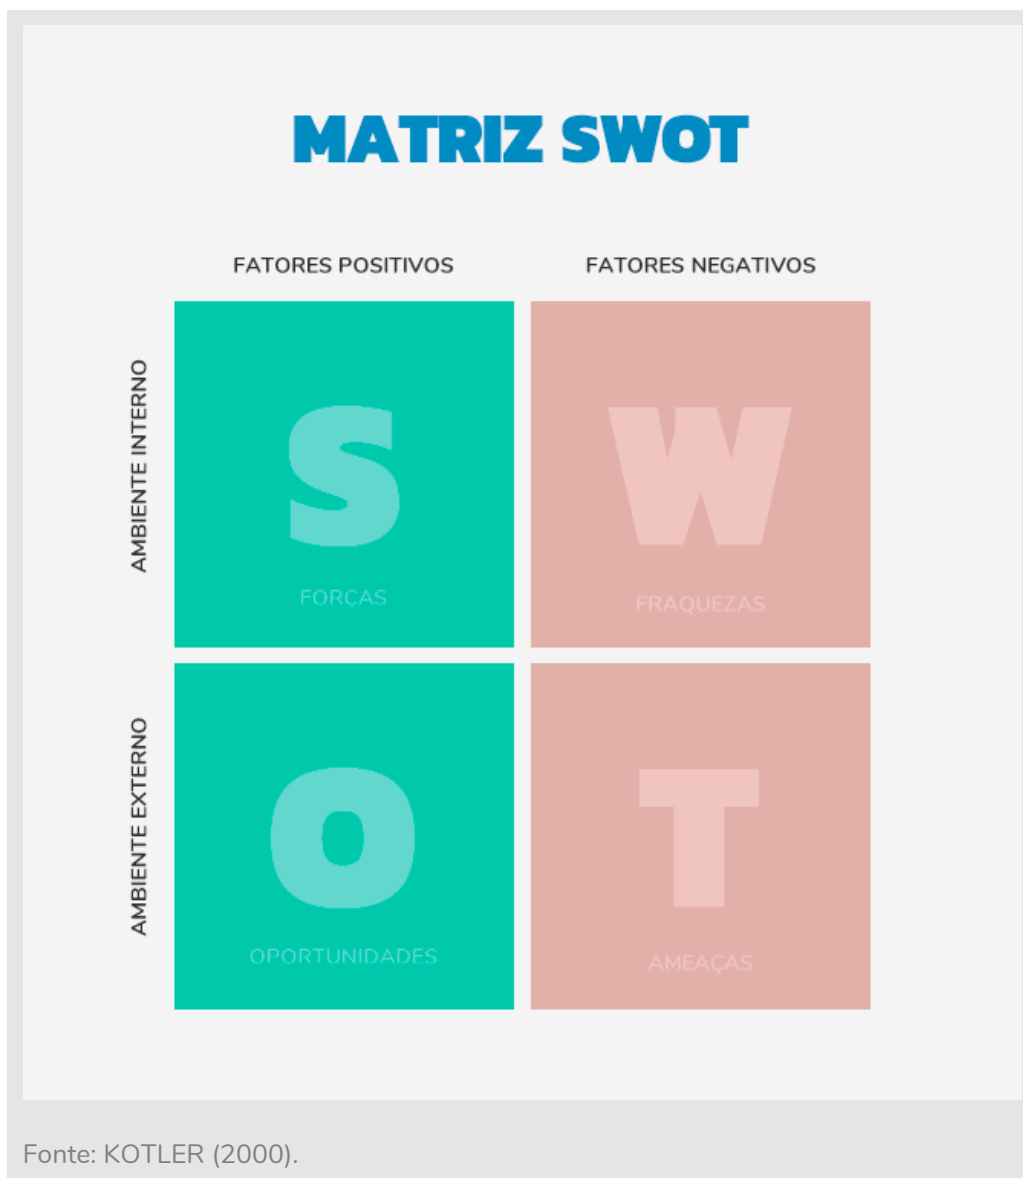 MATRIZ SWOT
FATORES POSITIVOS
FATORES NEGATIVOS
AMBIENTE INTERNO
S
FORÇAS
W
FRAQUEZAS
AMBIENTE EXTERNO
O
OPORTUNIDADES
T
AMEAÇAS
Fonte: KOTLER (2000).